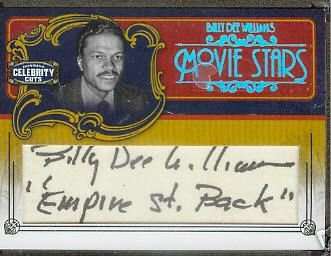 BILLY DEE WILLIAMS
MOVIE STARS
CELEBRITY
CUTS
Billy Dee Williams
"Empire St. Back"